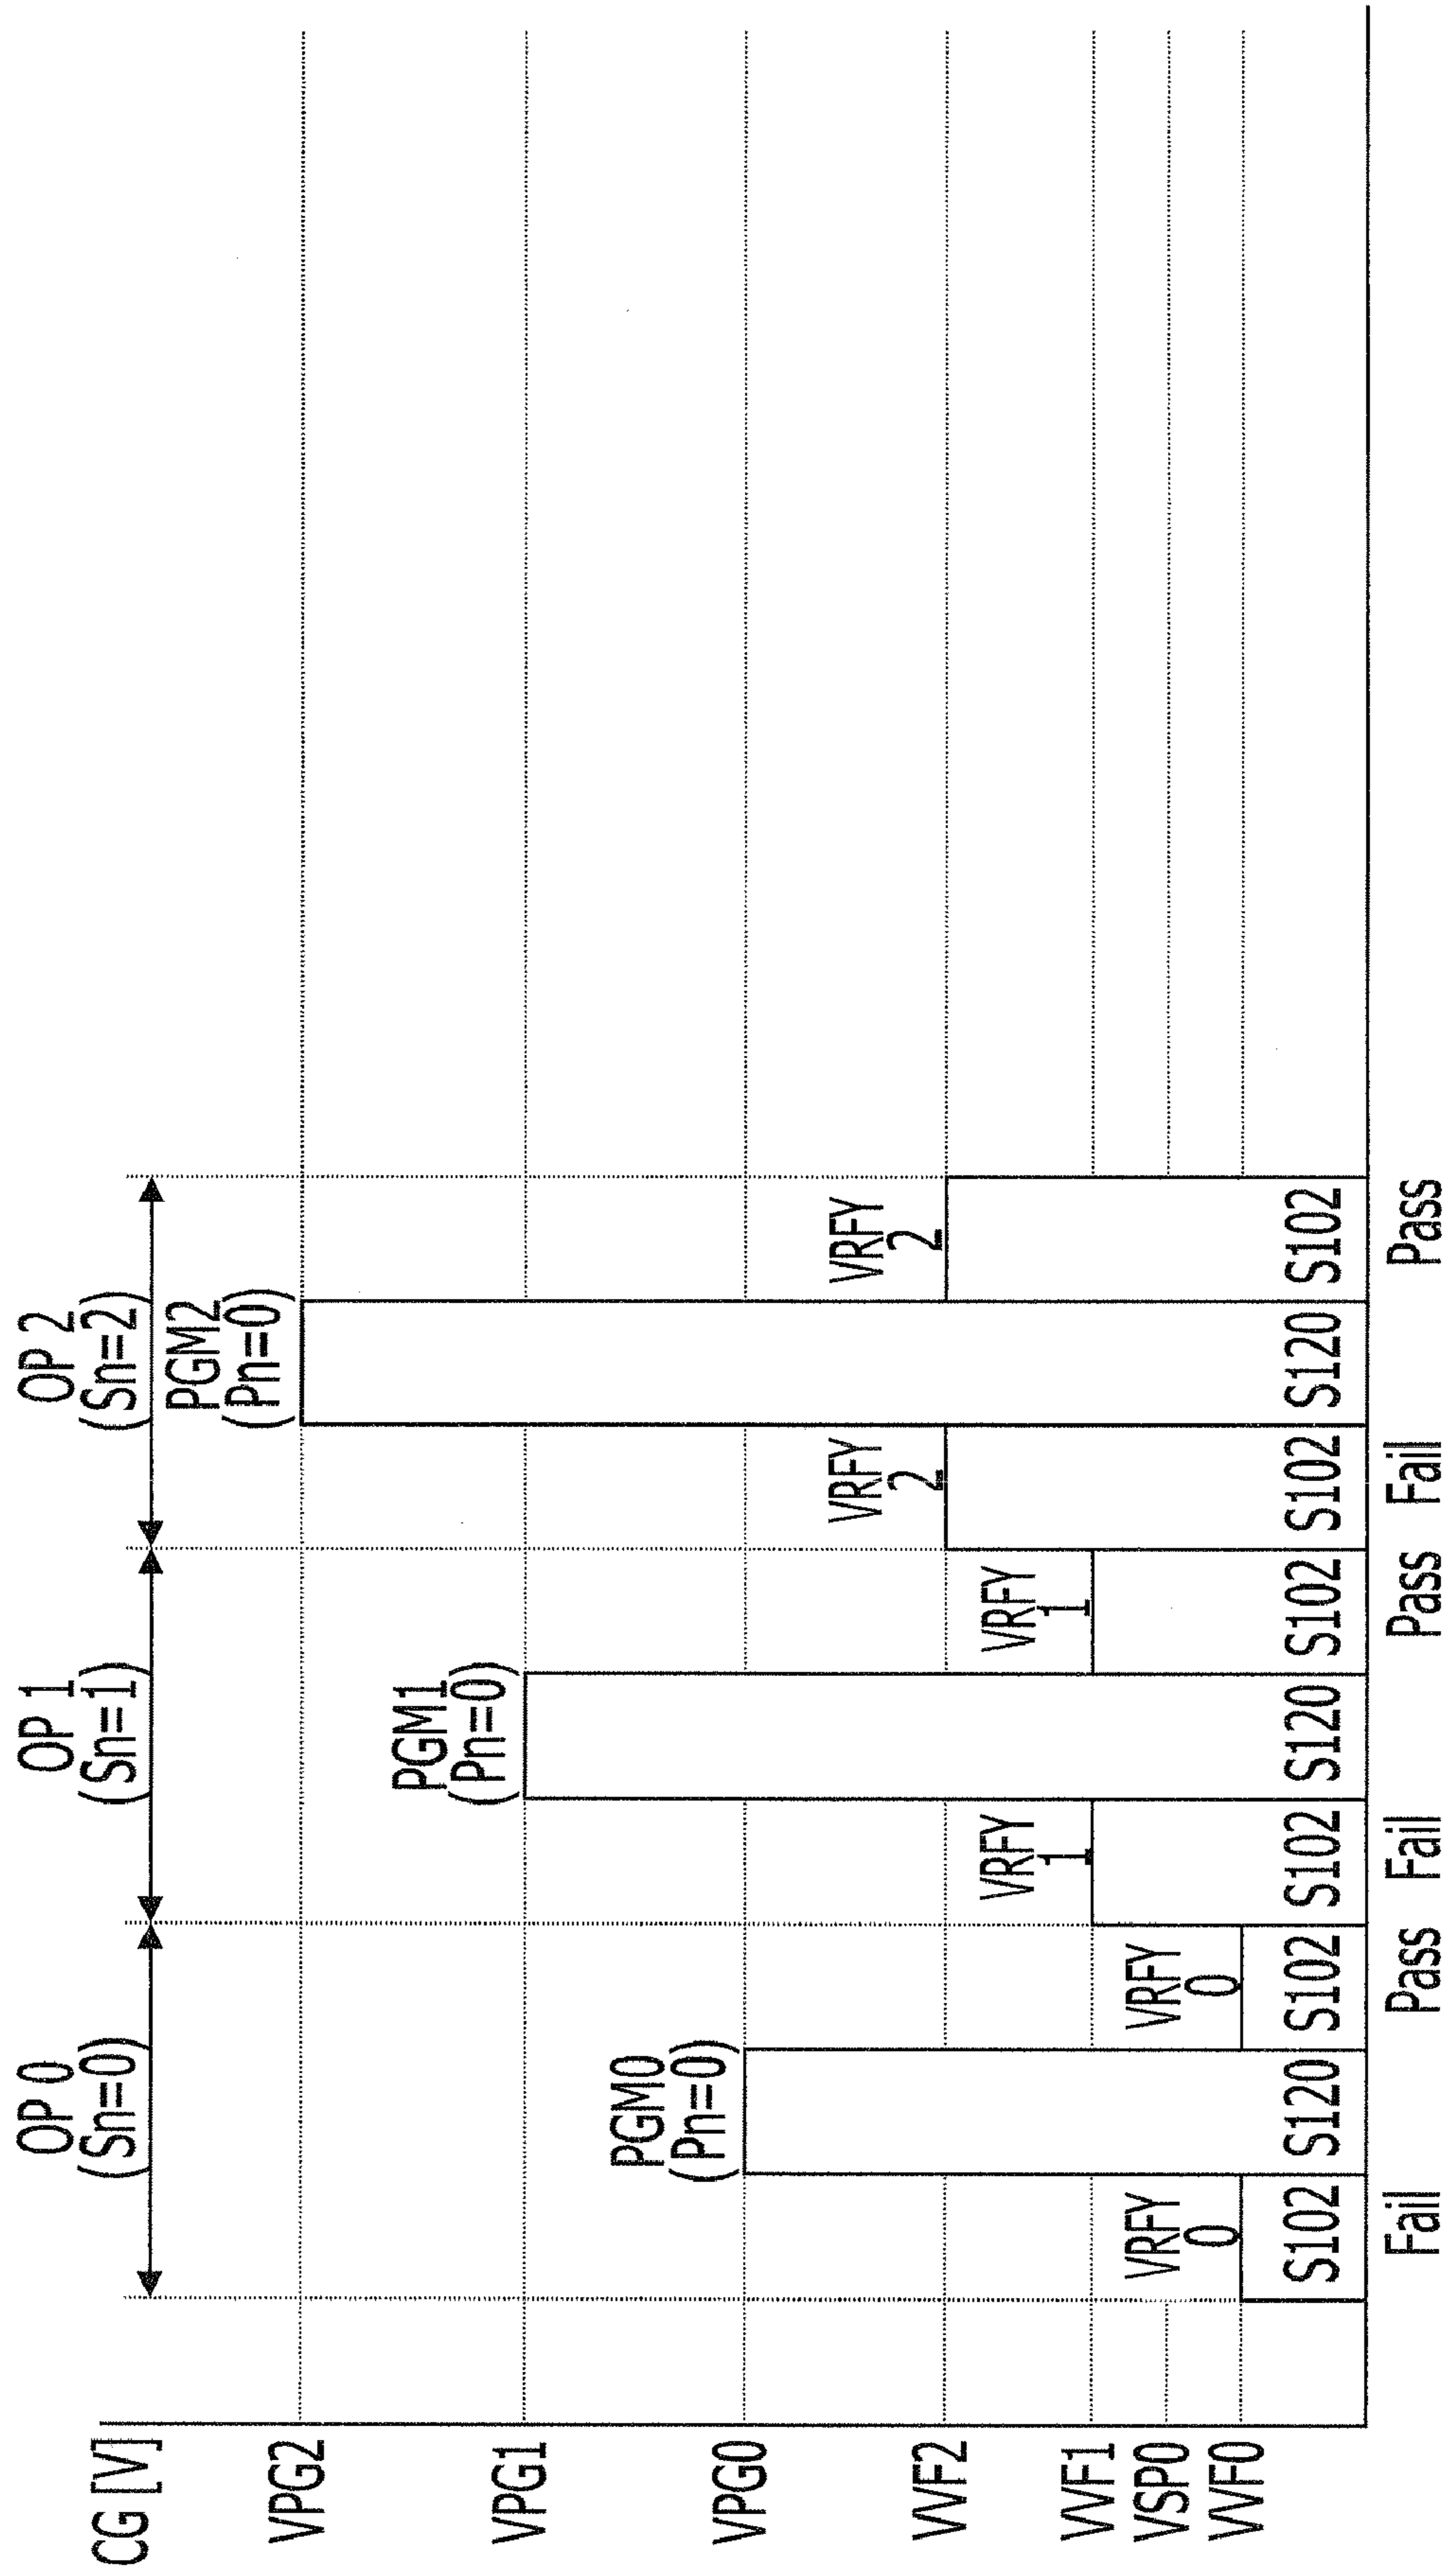 CG [V]
OP 0
(Sn=0)
OP 1
(Sn=1)
OP 2
(Sn=2)
VPG2
PGM2
(Pn=0)
VPG1
PGM1
(Pn=0)
VPG0
PGM0
(Pn=0)
VVF2
VRFY
2
VRFY
2
VVF1
VRFY
1
VRFY
1
VSP0
VVF0
VRFY
0
VRFY
0
S102
S120
S102
S102
S120
S102
S102
S120
S102
Fail
Pass
Fail
Pass
Fail
Pass